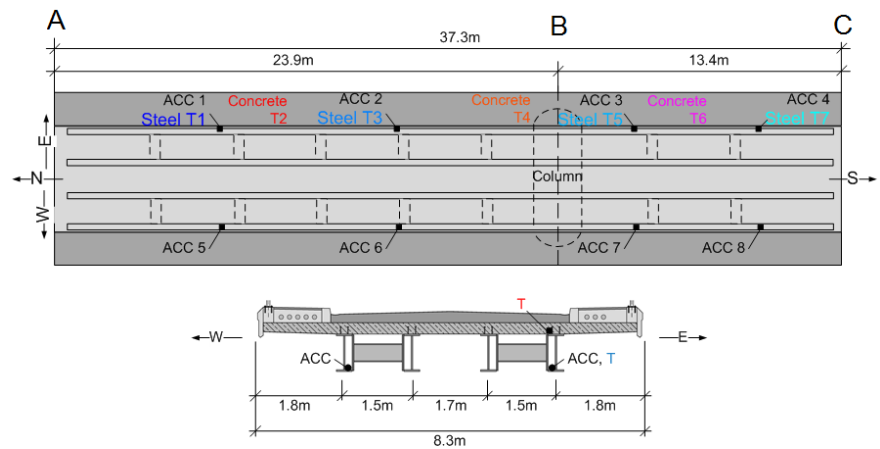 A
B
C
37.3m
23.9m
13.4m
ACC 1
Concrete
ACC 2
Concrete
ACC 3
Concrete
ACC 4
Steel T1
T2
Steel T3
T4
Steel T5
T6
Steel T7
E
N
Column
S
W
ACC 5
ACC 6
ACC 7
ACC 8
T
W
E
ACC
ACC, T
1.8m
1.5m
1.7m
1.5m
1.8m
8.3m